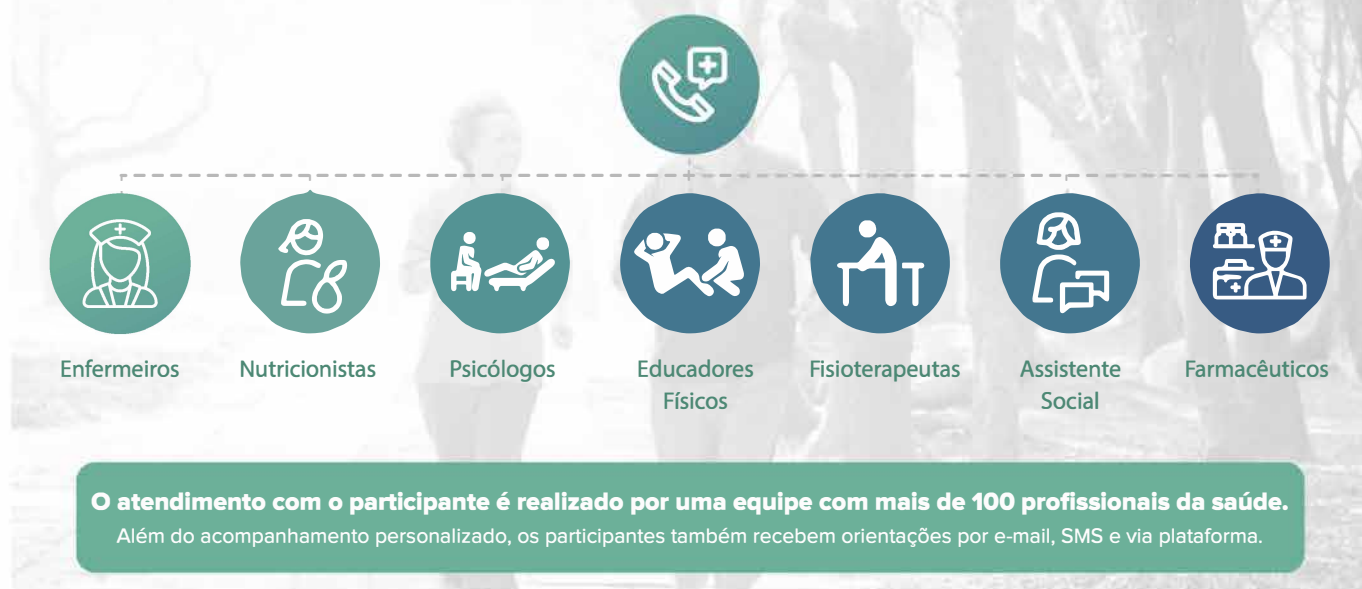 Enfermeiros
Nutricionistas
Psicólogos
Educadores
Físicos
Fisioterapeutas
Assistente
Social
Farmacêuticos
O atendimento com o participante é realizado por uma equipe com mais de 100 profissionais da saúde.
Além do acompanhamento personalizado, os participantes também recebem orientações por e-mail, SMS e via plataforma.